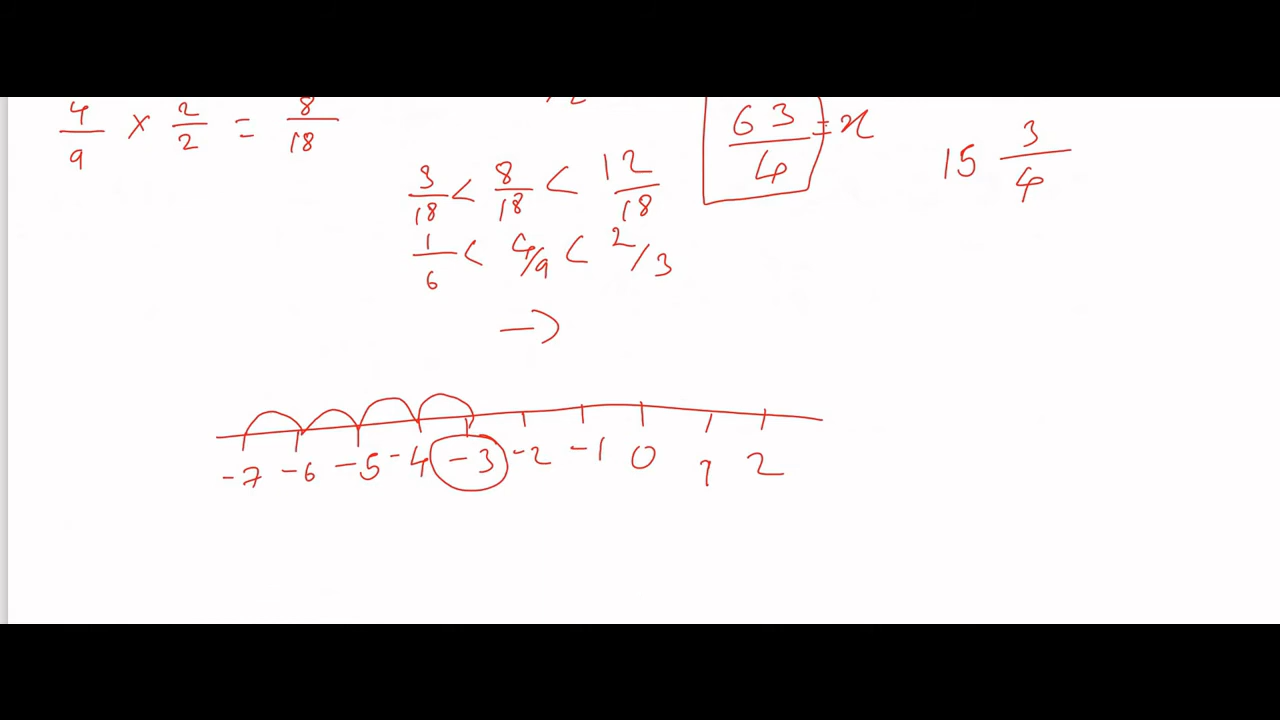 4/9 × 2/2 = 8/18
63/4 = x
15 3/4
3/18 < 8/18 < 12/18
1/6 < 4/9 < 2/3
→
-7 -6 -5 -4 -3 -2 -1 0 1 2